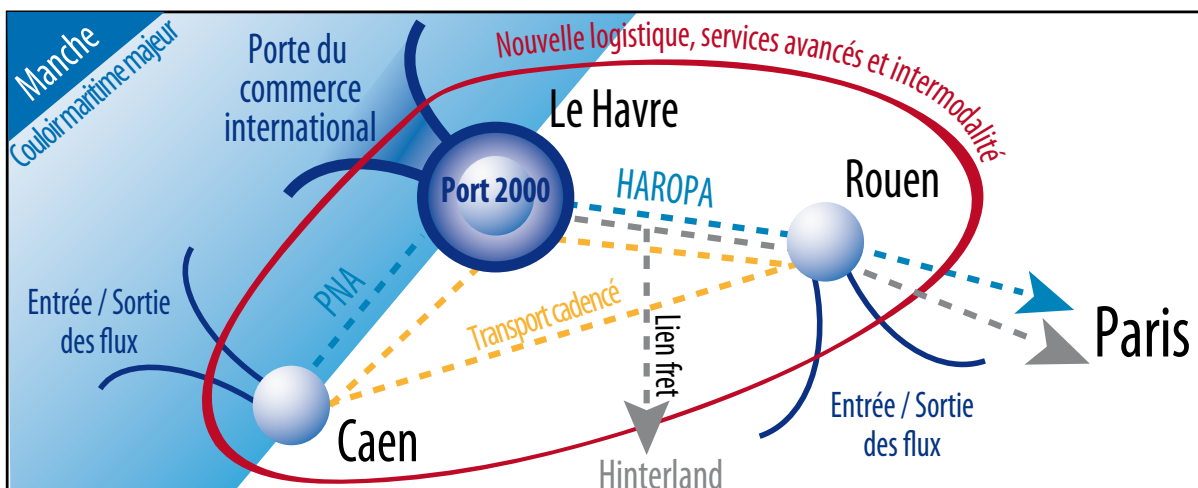 Manche
Couloir maritime majeur
Porte du
commerce
international
Nouvelle logistique, services avancés et intermodalité
Le Havre
Port 2000
HAROPA
Rouen
Entrée / Sortie
des flux
PNA
Transport cadencé
Lien fret
Paris
Caen
Entrée / Sortie
des flux
Hinterland